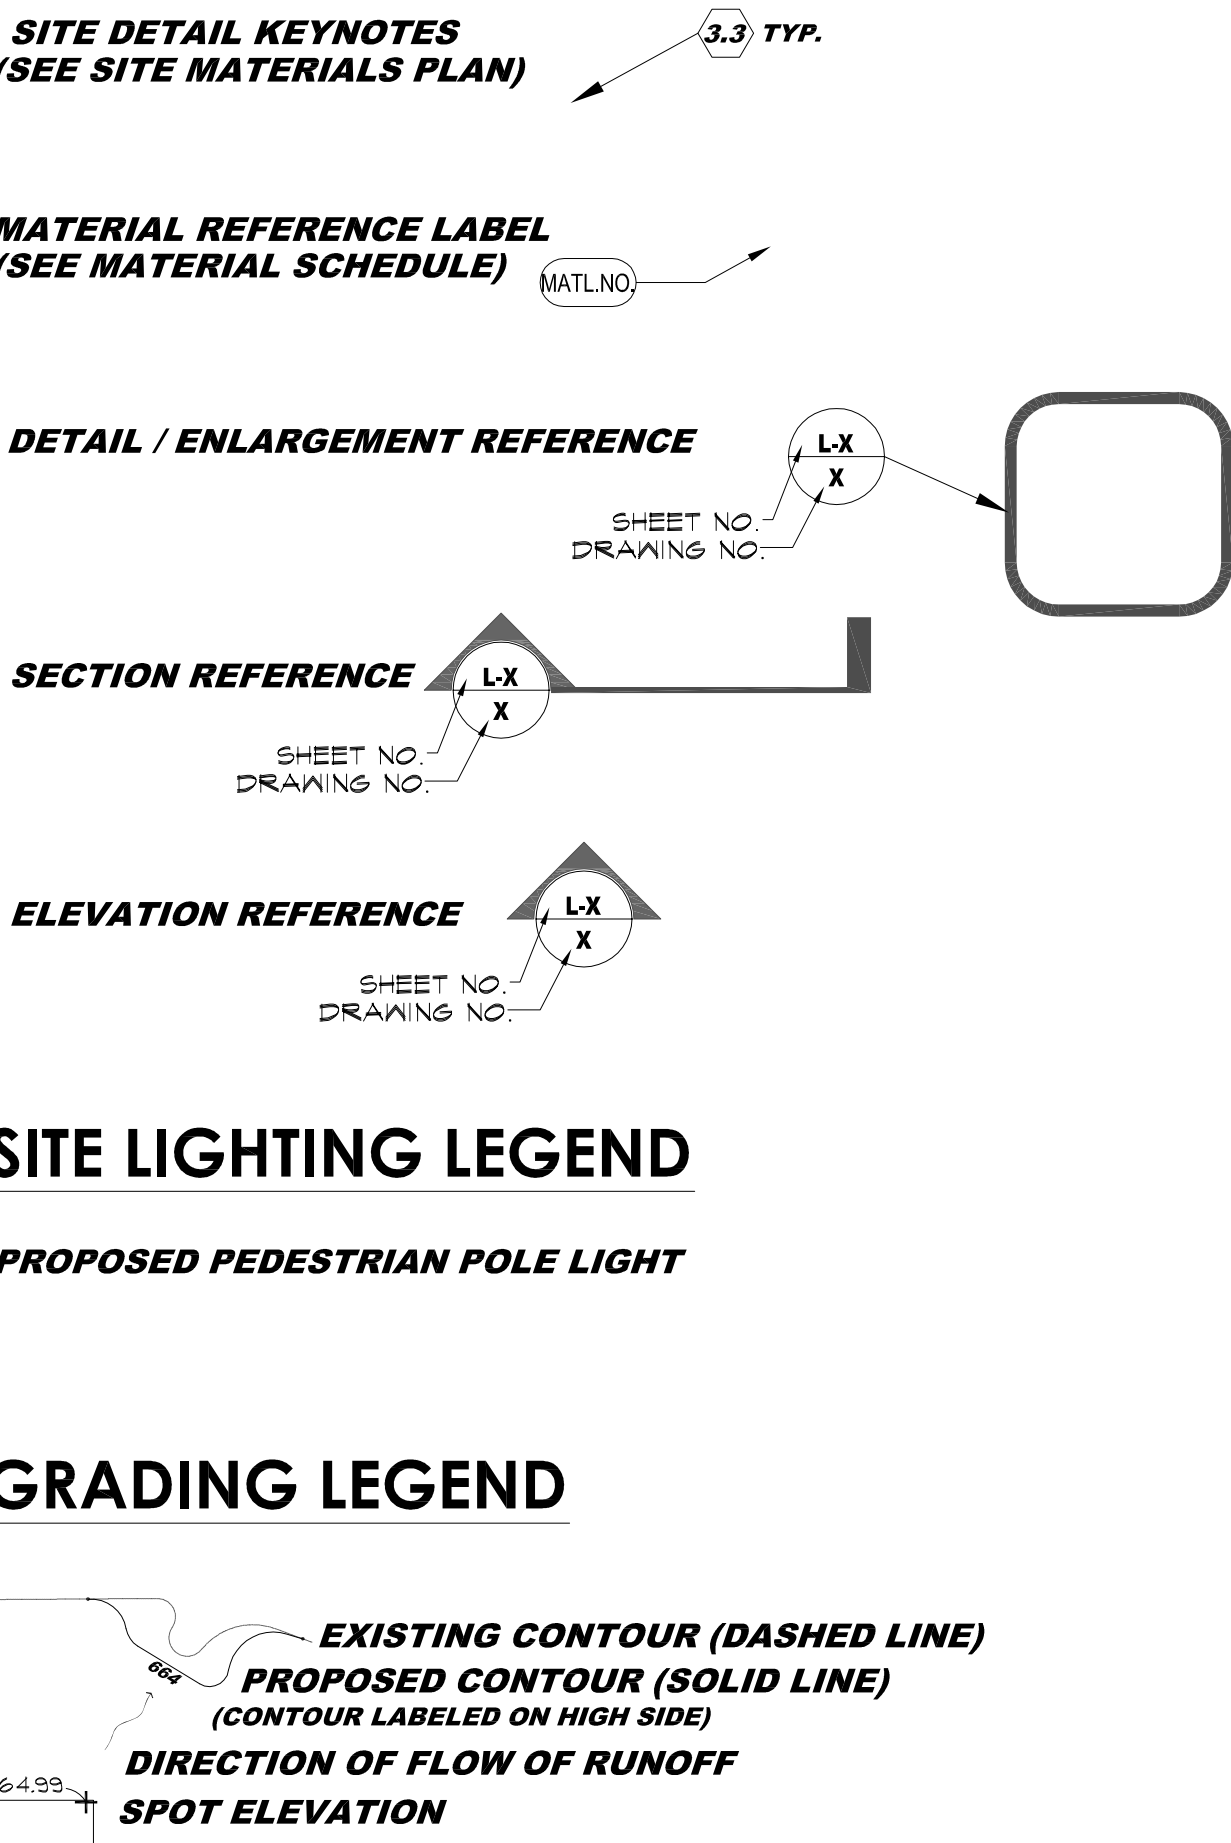 SITE DETAIL KEYNOTES
3.3 TYP.
(SEE SITE MATERIALS PLAN)
MATERIAL REFERENCE LABEL
(SEE MATERIAL SCHEDULE)
MATL.NO.
DETAIL / ENLARGEMENT REFERENCE
L-X
X
SHEET NO.
DRAWING NO.
SECTION REFERENCE
L-X
X
SHEET NO.
DRAWING NO.
ELEVATION REFERENCE
L-X
X
SHEET NO.
DRAWING NO.
SITE LIGHTING LEGEND
PROPOSED PEDESTRIAN POLE LIGHT
GRADING LEGEND
EXISTING CONTOUR (DASHED LINE)
664
PROPOSED CONTOUR (SOLID LINE)
(CONTOUR LABELED ON HIGH SIDE)
DIRECTION OF FLOW OF RUNOFF
64.99
SPOT ELEVATION